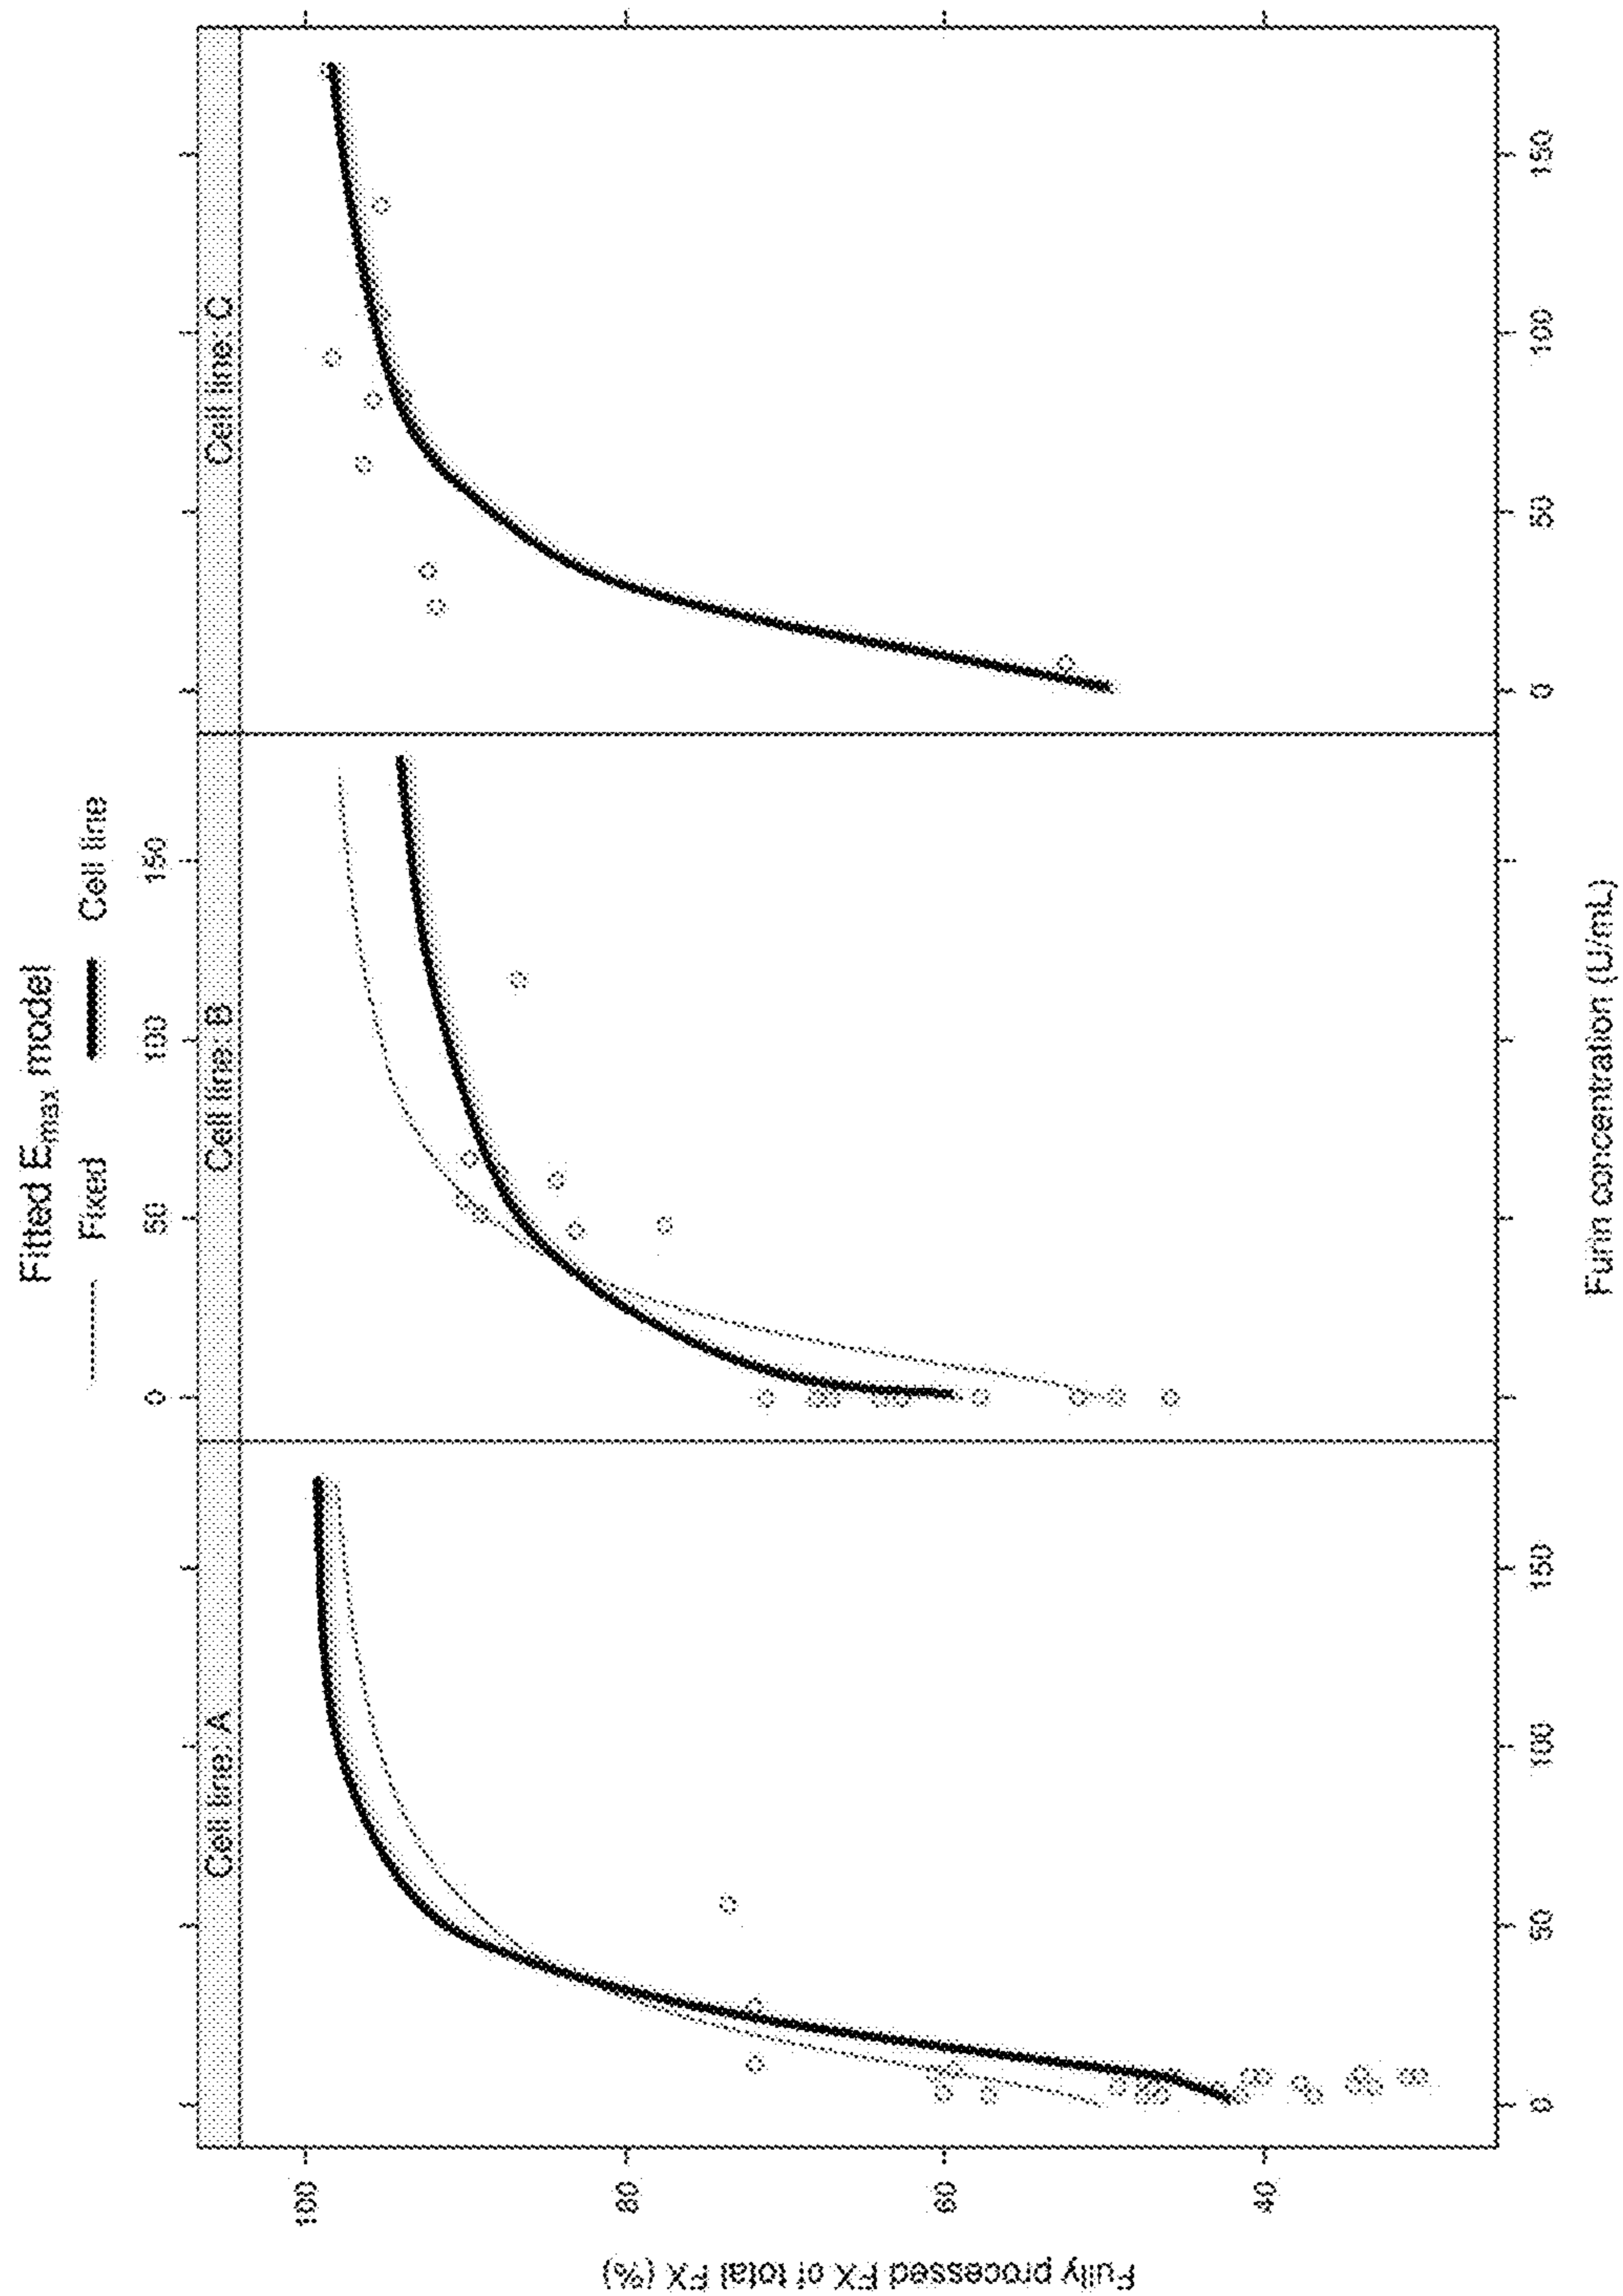 Fitted Emax model
Fixed Cell line
0 50 100 150
Cell line: A Cell line: B Cell line: C
100
80
60
40
Fully processed FX of total FX (%)
0 50 100 150 0 50 100 150
Furin concentration (U/mL)